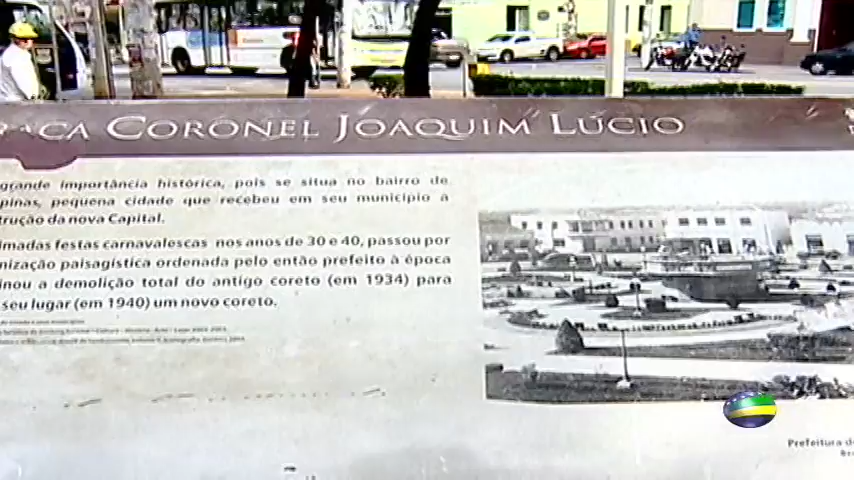 RAÇA CORONEL JOAQUIM LÚCIO
grande importância histórica, pois se situa no bairro de
pinas, pequena cidade que recebeu em seu município a
trução da nova Capital.
imadas festas carnavalescas nos anos de 30 e 40, passou por
nização paisagística ordenada pelo então prefeito à época
inou a demolição total do antigo coreto (em 1934) para
seu lugar (em 1940) um novo coreto.
Prefeitura de